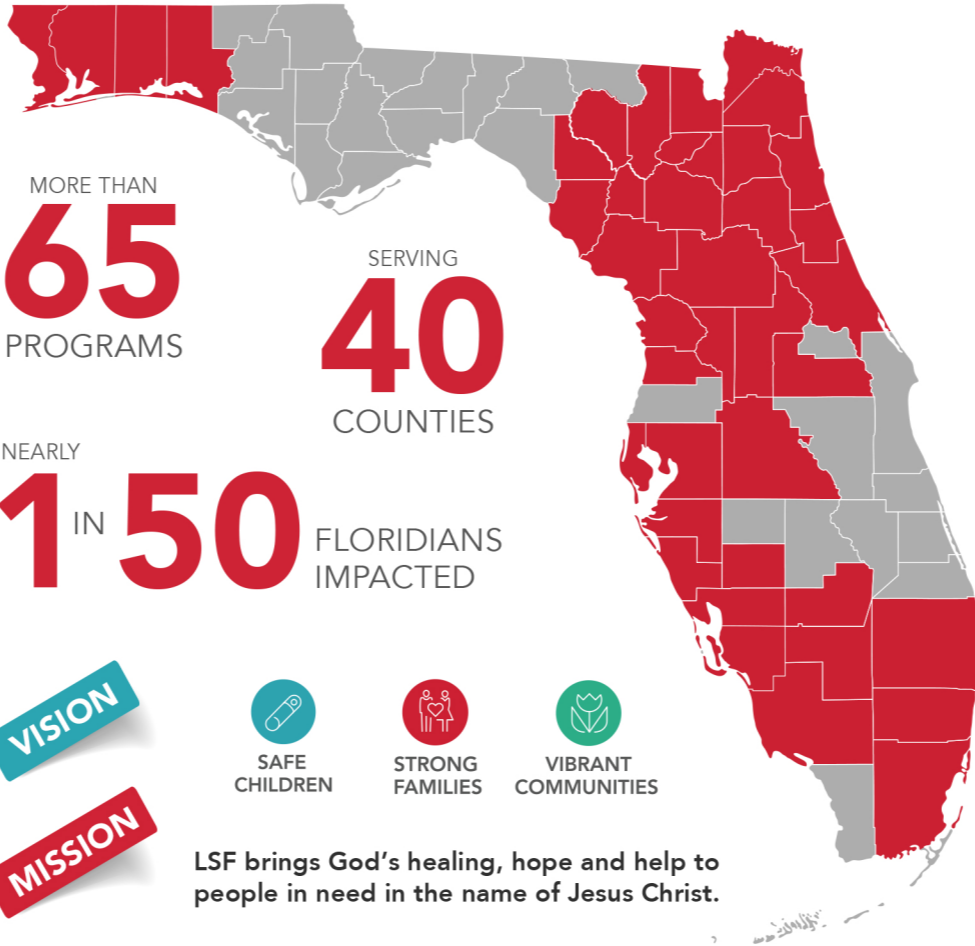 MORE THAN
65
PROGRAMS
SERVING
40
COUNTIES
NEARLY
1 IN 50 FLORIDIANS
IMPACTED
VISION
SAFE
CHILDREN
STRONG
FAMILIES
VIBRANT
COMMUNITIES
MISSION
LSF brings God’s healing, hope and help to
people in need in the name of Jesus Christ.